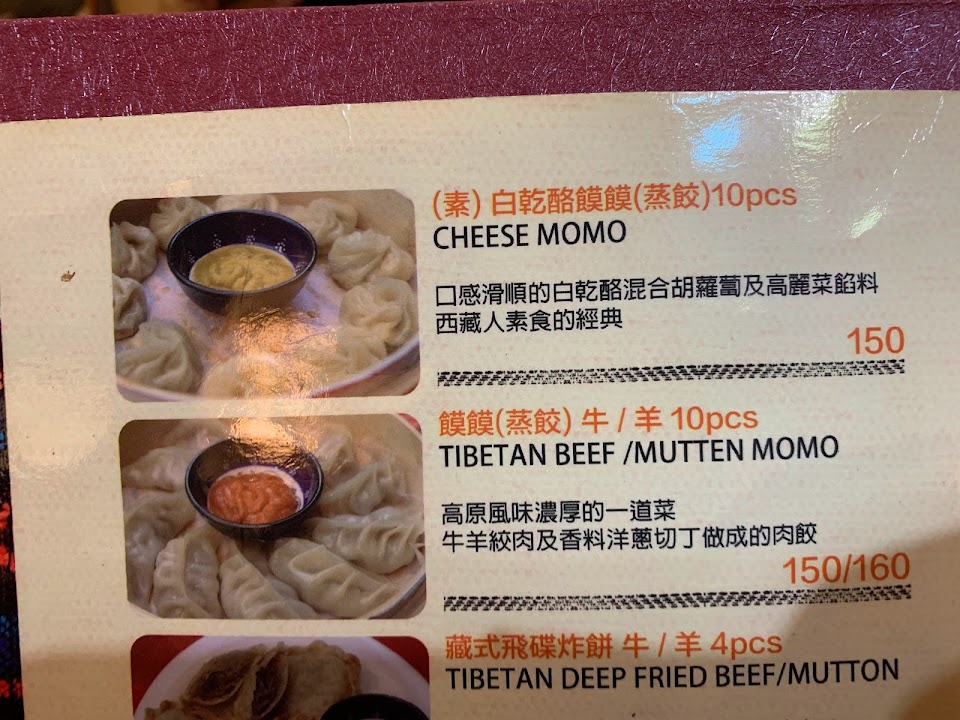 (素) 白乾酪饃饃(蒸餃)10pcs
CHEESE MOMO
口感滑順的白乾酪混合胡蘿蔔及高麗菜餡料
西藏人素食的經典
150
饃饃(蒸餃) 牛 / 羊 10pcs
TIBETAN BEEF /MUTTEN MOMO
高原風味濃厚的一道菜
牛羊絞肉及香料洋蔥切丁做成的肉餃
150/160
藏式飛碟炸餅 牛 / 羊 4pcs
TIBETAN DEEP FRIED BEEF/MUTTON